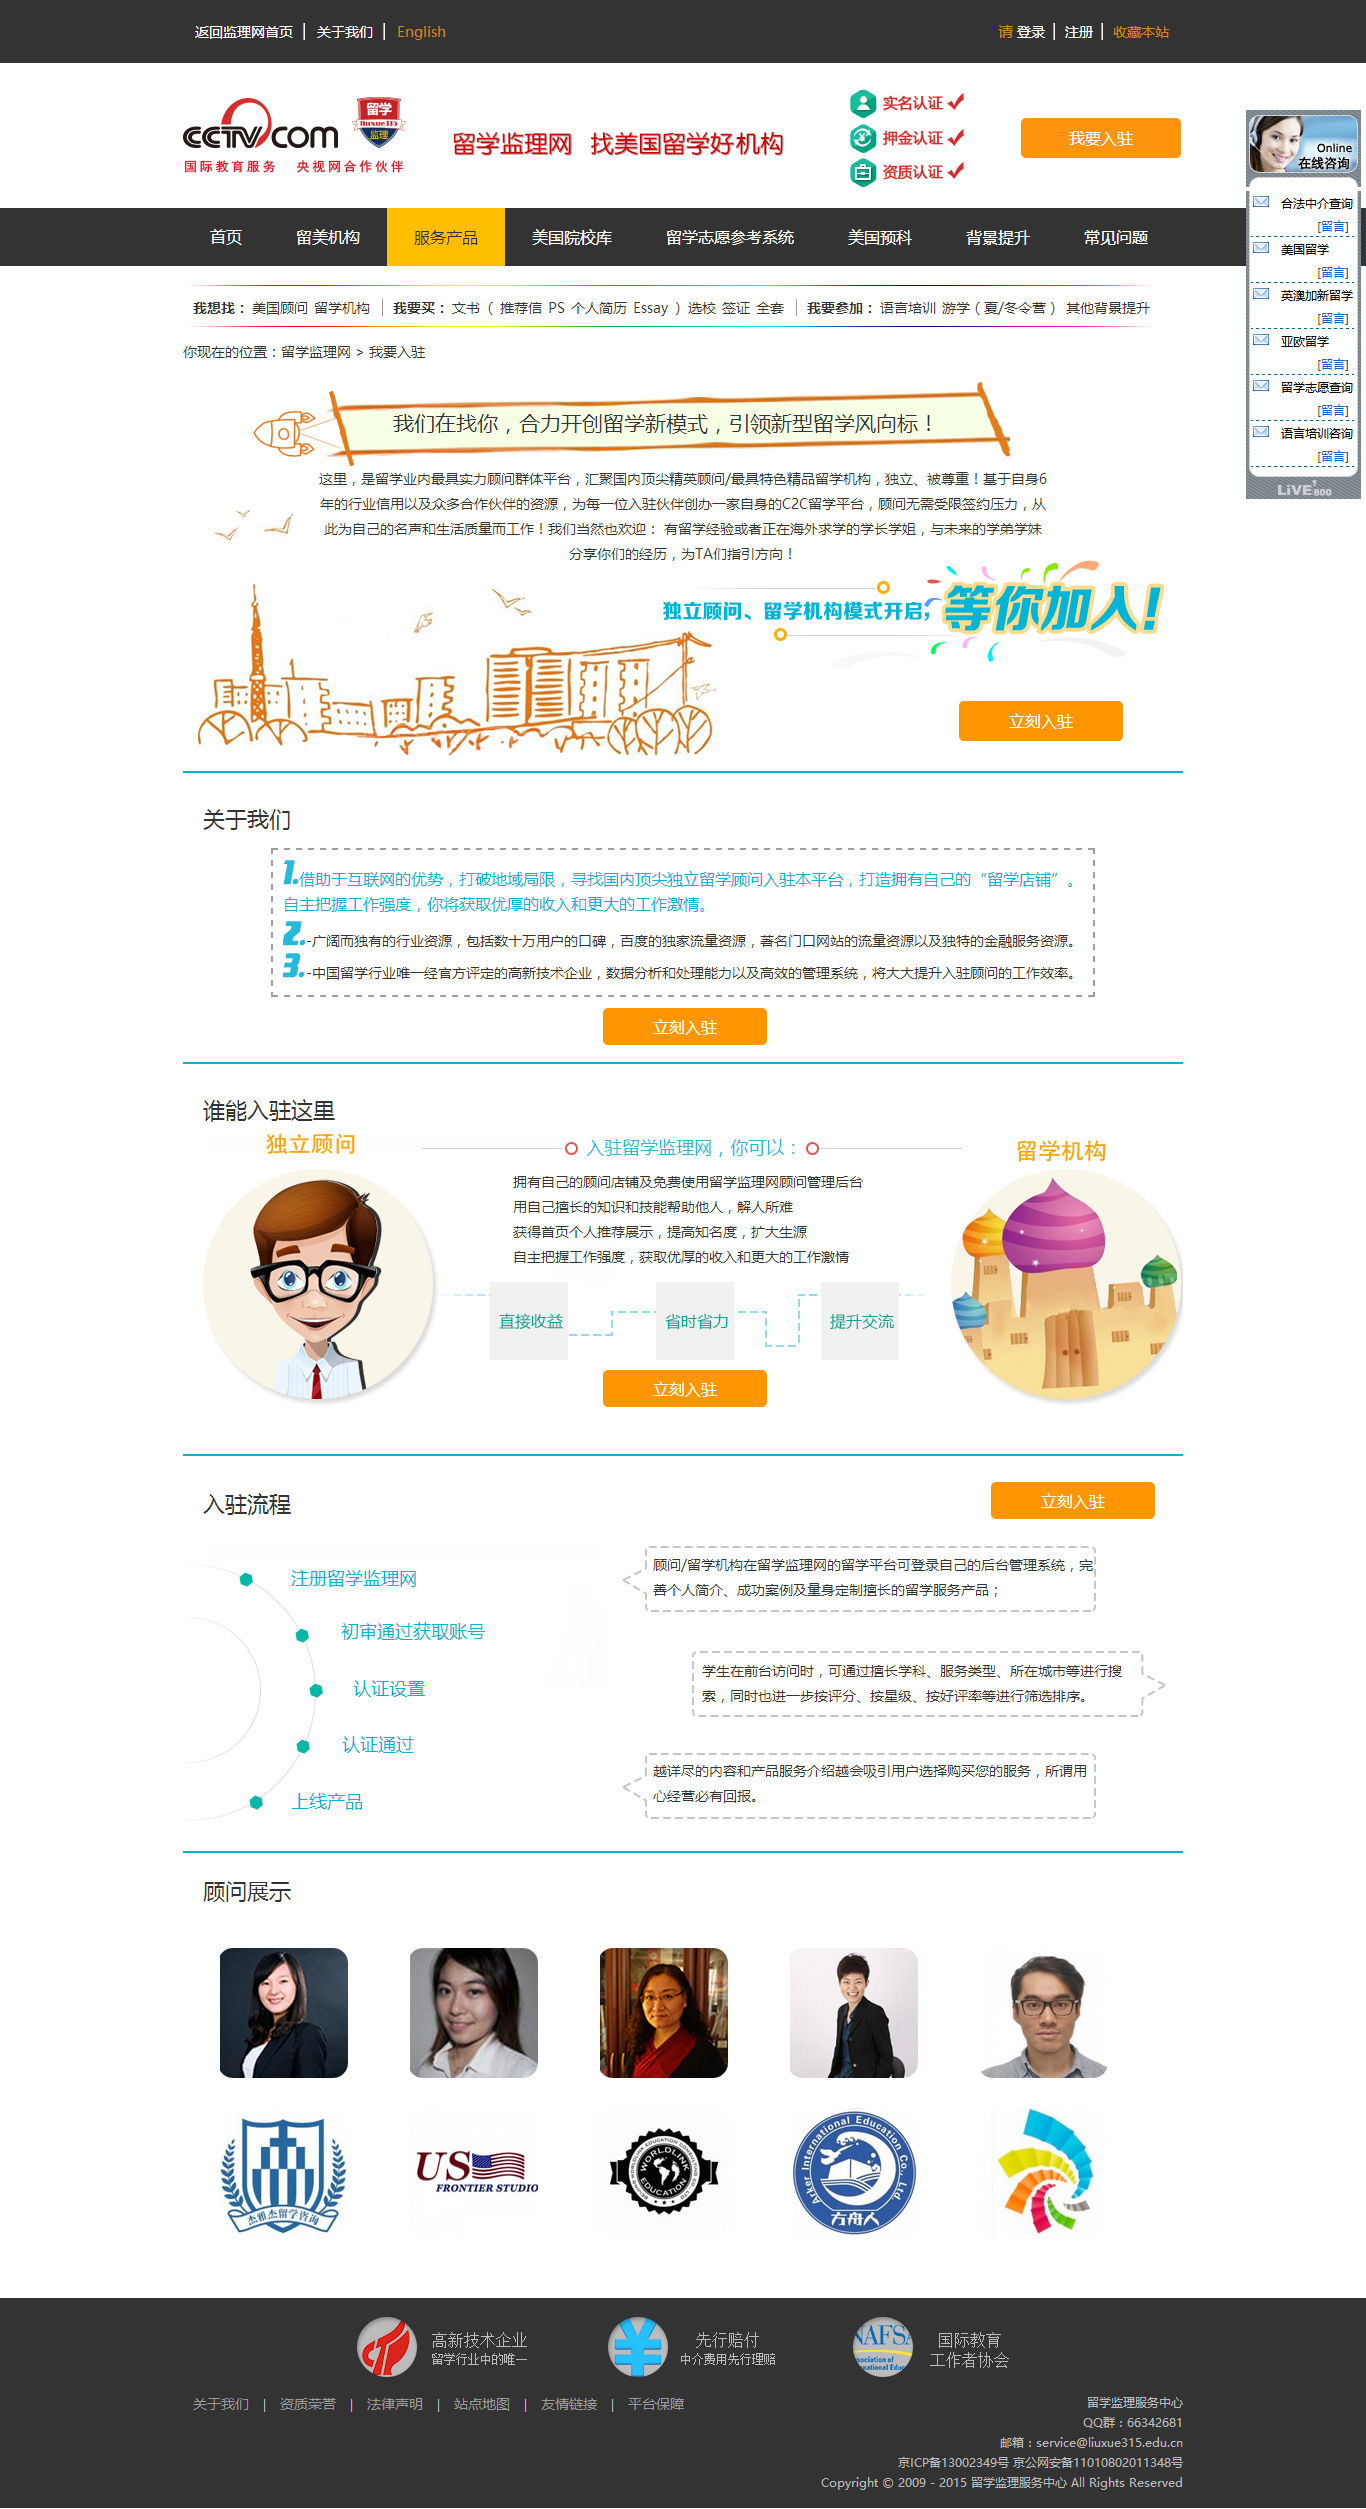 返回监理网首页 | 关于我们 | English
请 登录 | 注册 | 收藏本站
CCTV.com 留学 liuxue315 监理
国际教育服务 央视网合作伙伴
留学监理网 找美国留学好机构
实名认证
押金认证
资质认证
我要入驻
Online
在线咨询
合法中介查询
[留言]
美国留学
[留言]
英澳加新留学
[留言]
亚欧留学
[留言]
留学志愿查询
[留言]
语言培训咨询
[留言]
LiVE800
首页 留美机构 服务产品 美国院校库 留学志愿参考系统 美国预科 背景提升 常见问题
我想找： 美国顾问 留学机构 | 我要买： 文书 （ 推荐信 PS 个人简历 Essay ）选校 签证 全套 | 我要参加： 语言培训 游学（夏/冬令营） 其他背景提升
你现在的位置：留学监理网 > 我要入驻
我们在找你，合力开创留学新模式，引领新型留学风向标！
这里，是留学业内最具实力顾问群体平台，汇聚国内顶尖精英顾问/最具特色精品留学机构，独立、被尊重！基于自身6
年的行业信用以及众多合作伙伴的资源，为每一位入驻伙伴创办一家自身的C2C留学平台，顾问无需受限签约压力，从
此为自己的名声和生活质量而工作！我们当然也欢迎： 有留学经验或者正在海外求学的学长学姐，与未来的学弟学妹
分享你们的经历，为TA们指引方向！
独立顾问、留学机构模式开启，等你加入!
立刻入驻
关于我们
1.借助于互联网的优势，打破地域局限，寻找国内顶尖独立留学顾问入驻本平台，打造拥有自己的“留学店铺”。
自主把握工作强度，你将获取优厚的收入和更大的工作激情。
2.-广阔而独有的行业资源，包括数十万用户的口碑，百度的独家流量资源，著名门口网站的流量资源以及独特的金融服务资源。
3.-中国留学行业唯一经官方评定的高新技术企业，数据分析和处理能力以及高效的管理系统，将大大提升入驻顾问的工作效率。
立刻入驻
谁能入驻这里
独立顾问
入驻留学监理网，你可以：
留学机构
拥有自己的顾问店铺及免费使用留学监理网顾问管理后台
用自己擅长的知识和技能帮助他人，解人所难
获得首页个人推荐展示，提高知名度，扩大生源
自主把握工作强度，获取优厚的收入和更大的工作激情
直接收益 省时省力 提升交流
立刻入驻
入驻流程
立刻入驻
注册留学监理网
初审通过获取账号
认证设置
认证通过
上线产品
顾问/留学机构在留学监理网的留学平台可登录自己的后台管理系统，完
善个人简介、成功案例及量身定制擅长的留学服务产品；
学生在前台访问时，可通过擅长学科、服务类型、所在城市等进行搜
索，同时也进一步按评分、按星级、按好评率等进行筛选排序。
越详尽的内容和产品服务介绍越会吸引用户选择购买您的服务，所谓用
心经营必有回报。
顾问展示
杰雅杰留学咨询
US
FRONTIER STUDIO
WORLDLINK
EDUCATION
Arker International Education Co., Ltd.
方舟人
高新技术企业
留学行业中的唯一
先行赔付
中介费用先行理赔
NAFSA
国际教育
工作者协会
关于我们 | 资质荣誉 | 法律声明 | 站点地图 | 友情链接 | 平台保障
留学监理服务中心
QQ群：66342681
邮箱：service@liuxue315.edu.cn
京ICP备13002349号 京公网安备11010802011348号
Copyright © 2009 - 2015 留学监理服务中心 All Rights Reserved